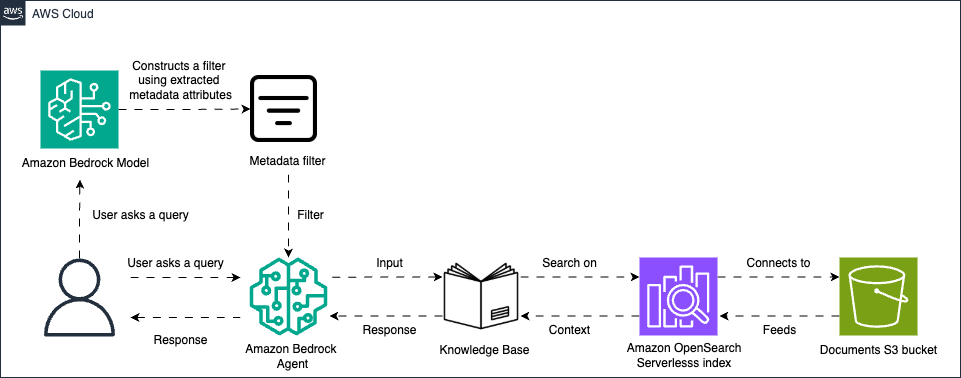 aws
AWS Cloud
Constructs a filter
using extracted
metadata attributes
Amazon Bedrock Model
Metadata filter
User asks a query
Filter
User asks a query
Input
Search on
Connects to
Response
Response
Context
Feeds
Amazon Bedrock
Agent
Knowledge Base
Amazon OpenSearch
Serverlesss index
Documents S3 bucket